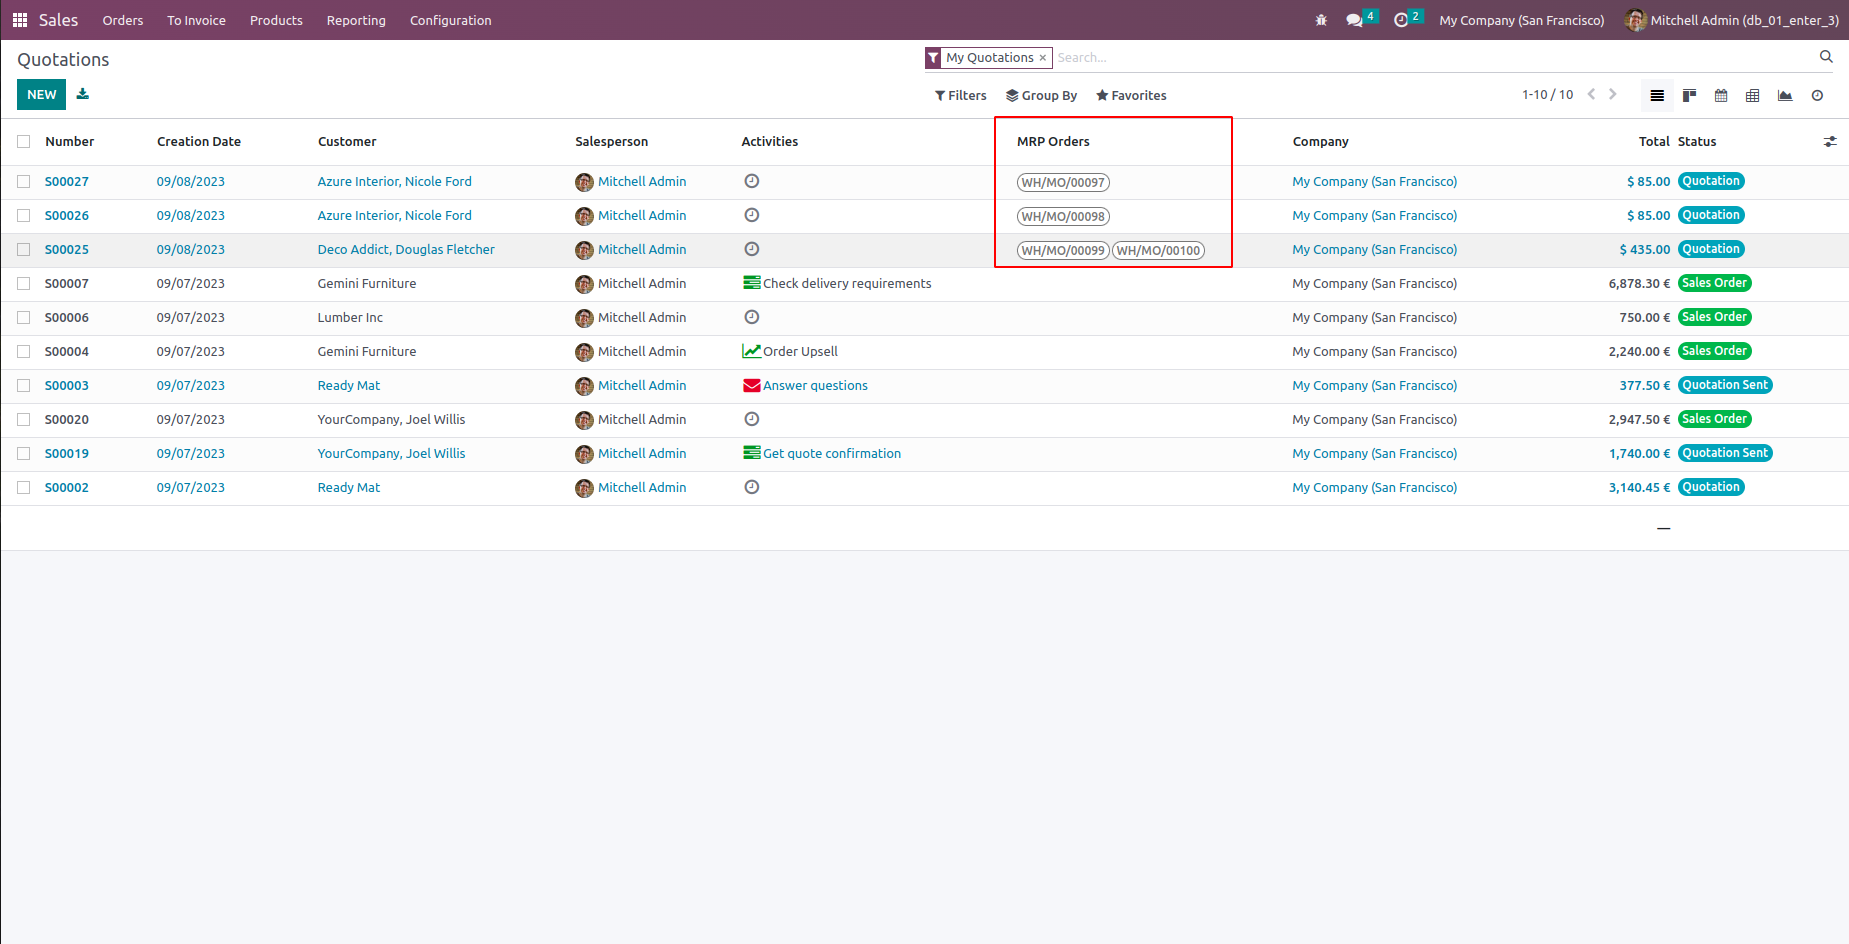 Sales Orders To Invoice Products Reporting Configuration 4 2 My Company (San Francisco) Mitchell Admin (db_01_enter_3)
Quotations My Quotations × Search...
NEW Filters Group By Favorites 1-10 / 10
Number Creation Date Customer Salesperson Activities MRP Orders Company Total Status
S00027 09/08/2023 Azure Interior, Nicole Ford Mitchell Admin WH/MO/00097 My Company (San Francisco) $ 85.00 Quotation
S00026 09/08/2023 Azure Interior, Nicole Ford Mitchell Admin WH/MO/00098 My Company (San Francisco) $ 85.00 Quotation
S00025 09/08/2023 Deco Addict, Douglas Fletcher Mitchell Admin WH/MO/00099 WH/MO/00100 My Company (San Francisco) $ 435.00 Quotation
S00007 09/07/2023 Gemini Furniture Mitchell Admin Check delivery requirements My Company (San Francisco) 6,878.30 € Sales Order
S00006 09/07/2023 Lumber Inc Mitchell Admin My Company (San Francisco) 750.00 € Sales Order
S00004 09/07/2023 Gemini Furniture Mitchell Admin Order Upsell My Company (San Francisco) 2,240.00 € Sales Order
S00003 09/07/2023 Ready Mat Mitchell Admin Answer questions My Company (San Francisco) 377.50 € Quotation Sent
S00020 09/07/2023 YourCompany, Joel Willis Mitchell Admin My Company (San Francisco) 2,947.50 € Sales Order
S00019 09/07/2023 YourCompany, Joel Willis Mitchell Admin Get quote confirmation My Company (San Francisco) 1,740.00 € Quotation Sent
S00002 09/07/2023 Ready Mat Mitchell Admin My Company (San Francisco) 3,140.45 € Quotation
—